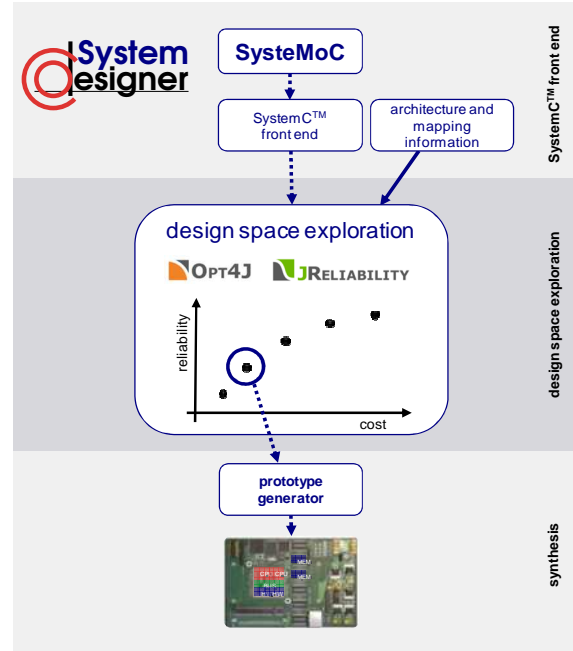 System
Designer
SysteMoC
SystemC™
front end
architecture and
mapping
information
SystemC™ front end
design space exploration
OPT4J
JRELIABILITY
reliability
cost
design space exploration
prototype
generator
MEM
MEM
CPU CPU
synthesis